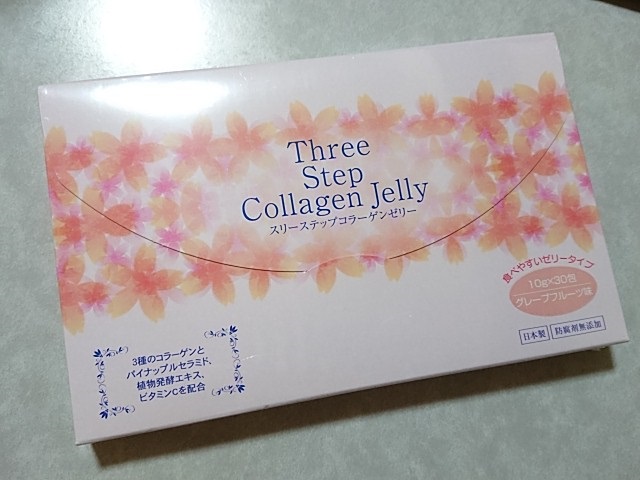 Three
Step
Collagen Jelly
スリーステップコラーゲンゼリー
食べやすいゼリータイプ
10g×30包
グレープフルーツ味
日本製 防腐剤無添加
3種のコラーゲンと
パイナップルセラミド、
植物発酵エキス、
ビタミンCを配合